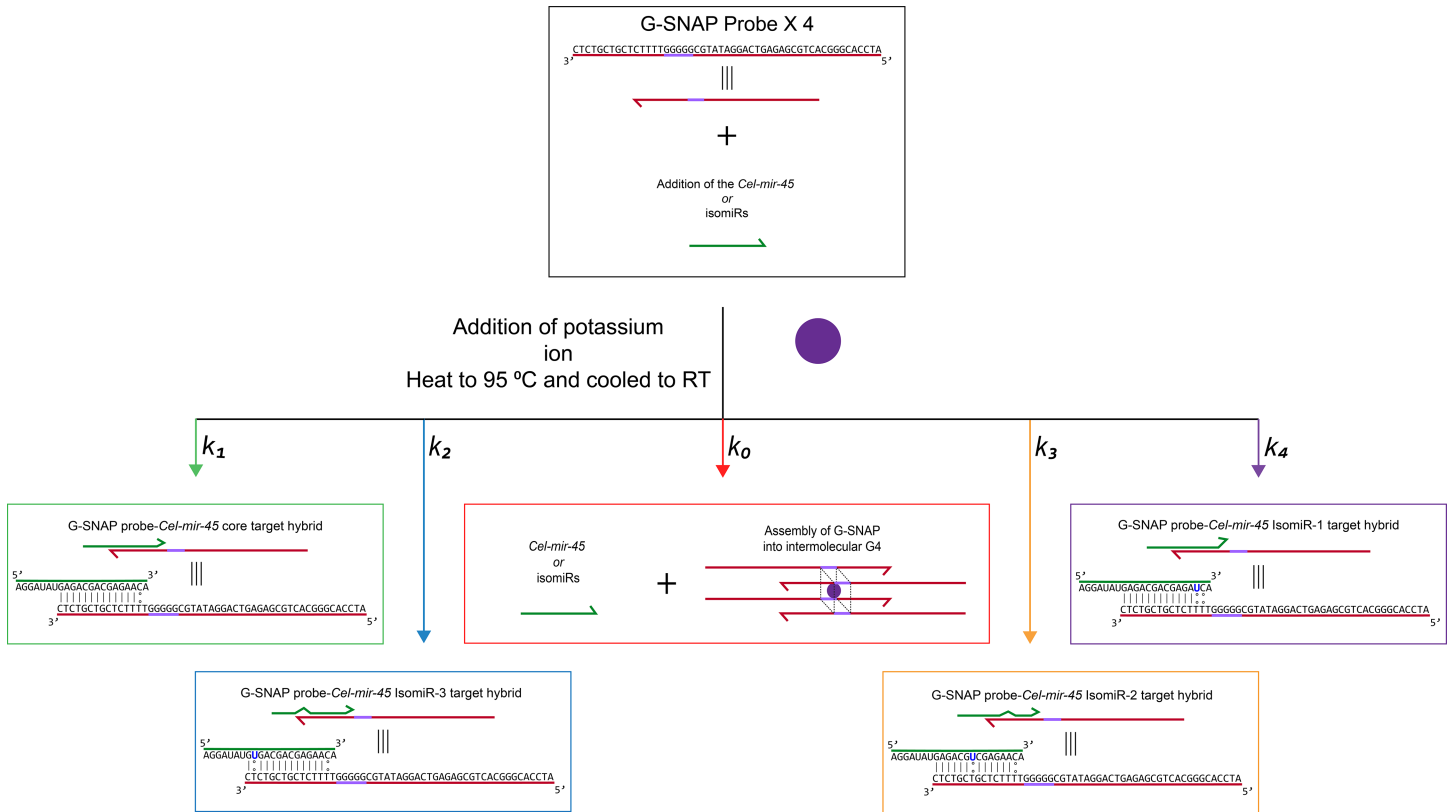 G-SNAP Probe X 4
CTCTGCTGCTCTTTTGGGGGCGTATAGGACTGAGAGCGTCACGGGCACCTA
3’ 5’
+
Addition of the Cel-mir-45
or
isomiRs
Addition of potassium
ion
Heat to 95 ºC and cooled to RT
k₁
k₂
k₀
k₃
k₄
G-SNAP probe-Cel-mir-45 core target hybrid
5’ 3’
AGGAUAUGAGACGACGAGAACA
CTCTGCTGCTCTTTTGGGGGCGTATAGGACTGAGAGCGTCACGGGCACCTA
3’ 5’
Cel-mir-45
or
isomiRs
+
Assembly of G-SNAP
into intermolecular G4
G-SNAP probe-Cel-mir-45 IsomiR-1 target hybrid
5’ 3’
AGGAUAUGAGACGACGAGAUCA
CTCTGCTGCTCTTTTGGGGGCGTATAGGACTGAGAGCGTCACGGGCACCTA
3’ 5’
G-SNAP probe-Cel-mir-45 IsomiR-3 target hybrid
5’ 3’
AGGAUAUGUGACGACGAGAACA
CTCTGCTGCTCTTTTGGGGGCGTATAGGACTGAGAGCGTCACGGGCACCTA
3’ 5’
G-SNAP probe-Cel-mir-45 IsomiR-2 target hybrid
5’ 3’
AGGAUAUGAGACGUCGAGAACA
CTCTGCTGCTCTTTTGGGGGCGTATAGGACTGAGAGCGTCACGGGCACCTA
3’ 5’